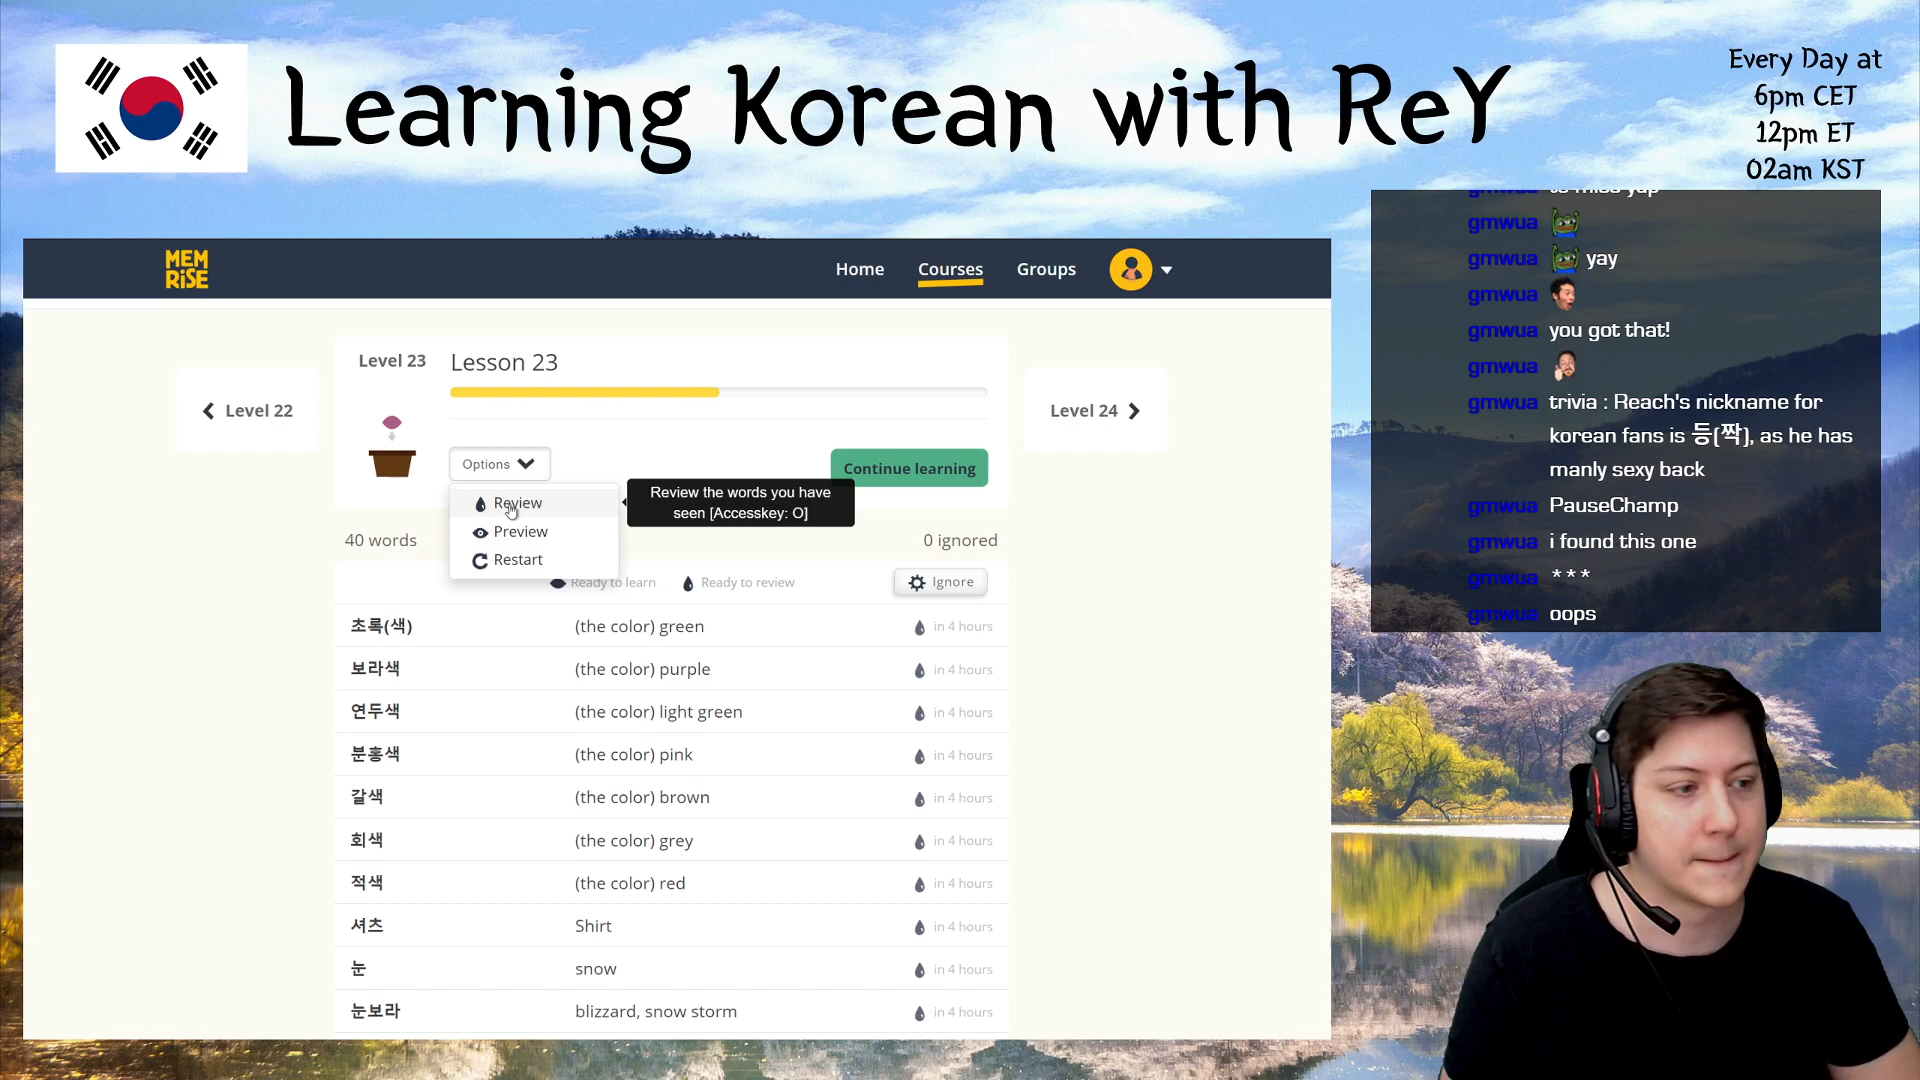 Learning Korean with ReY
Every Day at
6pm CET
12pm ET
02am KST
MEM
RiSE
Home
Courses
Groups
Level 22
Level 23
Lesson 23
Level 24
Options
Continue learning
Review
Preview
Restart
Review the words you have
seen [Accesskey: O]
40 words
0 ignored
Ready to learn
Ready to review
Ignore
초록(색) (the color) green in 4 hours
보라색 (the color) purple in 4 hours
연두색 (the color) light green in 4 hours
분홍색 (the color) pink in 4 hours
갈색 (the color) brown in 4 hours
회색 (the color) grey in 4 hours
적색 (the color) red in 4 hours
셔츠 Shirt in 4 hours
눈 snow in 4 hours
눈보라 blizzard, snow storm in 4 hours
gmwua
gmwua yay
gmwua
gmwua you got that!
gmwua
gmwua trivia : Reach's nickname for
korean fans is 등(짝), as he has
manly sexy back
gmwua PauseChamp
gmwua i found this one
gmwua ***
gmwua oops